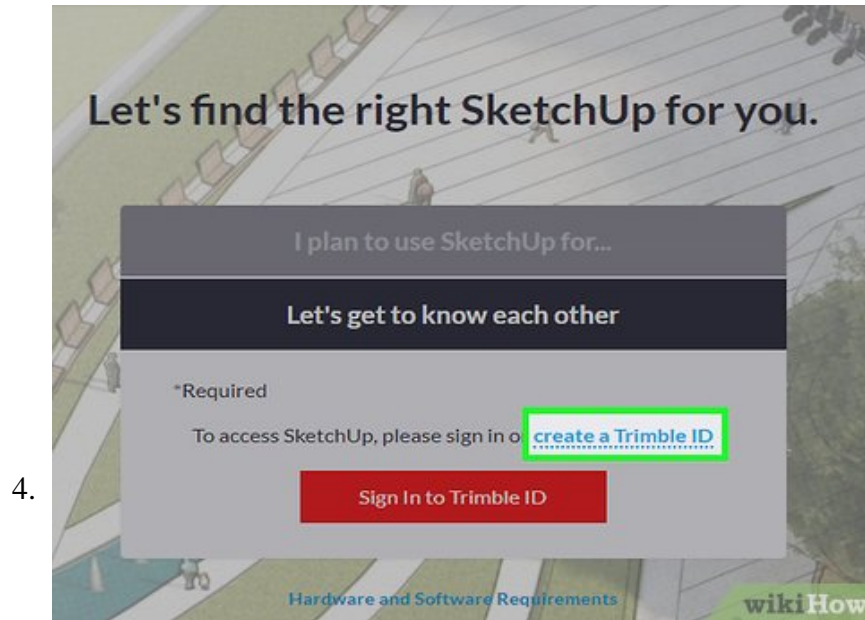 Let's find the right SketchUp for you.
I plan to use SketchUp for...
Let's get to know each other
*Required
To access SketchUp, please sign in o create a Trimble ID
4.
Sign In to Trimble ID
Hardware and Software Requirements
wikiHow